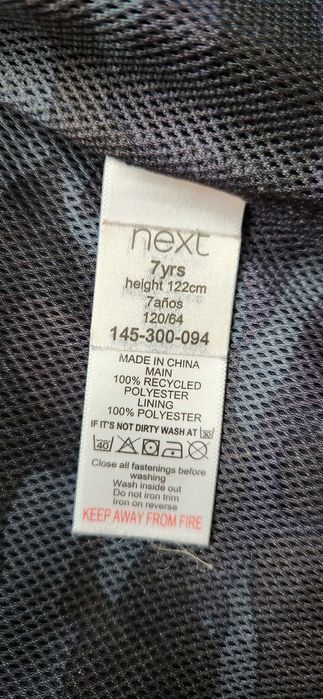 next
7yrs
height 122cm
7años
120/64
145-300-094
MADE IN CHINA
MAIN
100% RECYCLED
POLYESTER
LINING
100% POLYESTER
IF IT'S NOT DIRTY WASH AT 30
40
Close all fastenings before
washing
Wash inside out
Do not iron trim
Iron on reverse
KEEP AWAY FROM FIRE